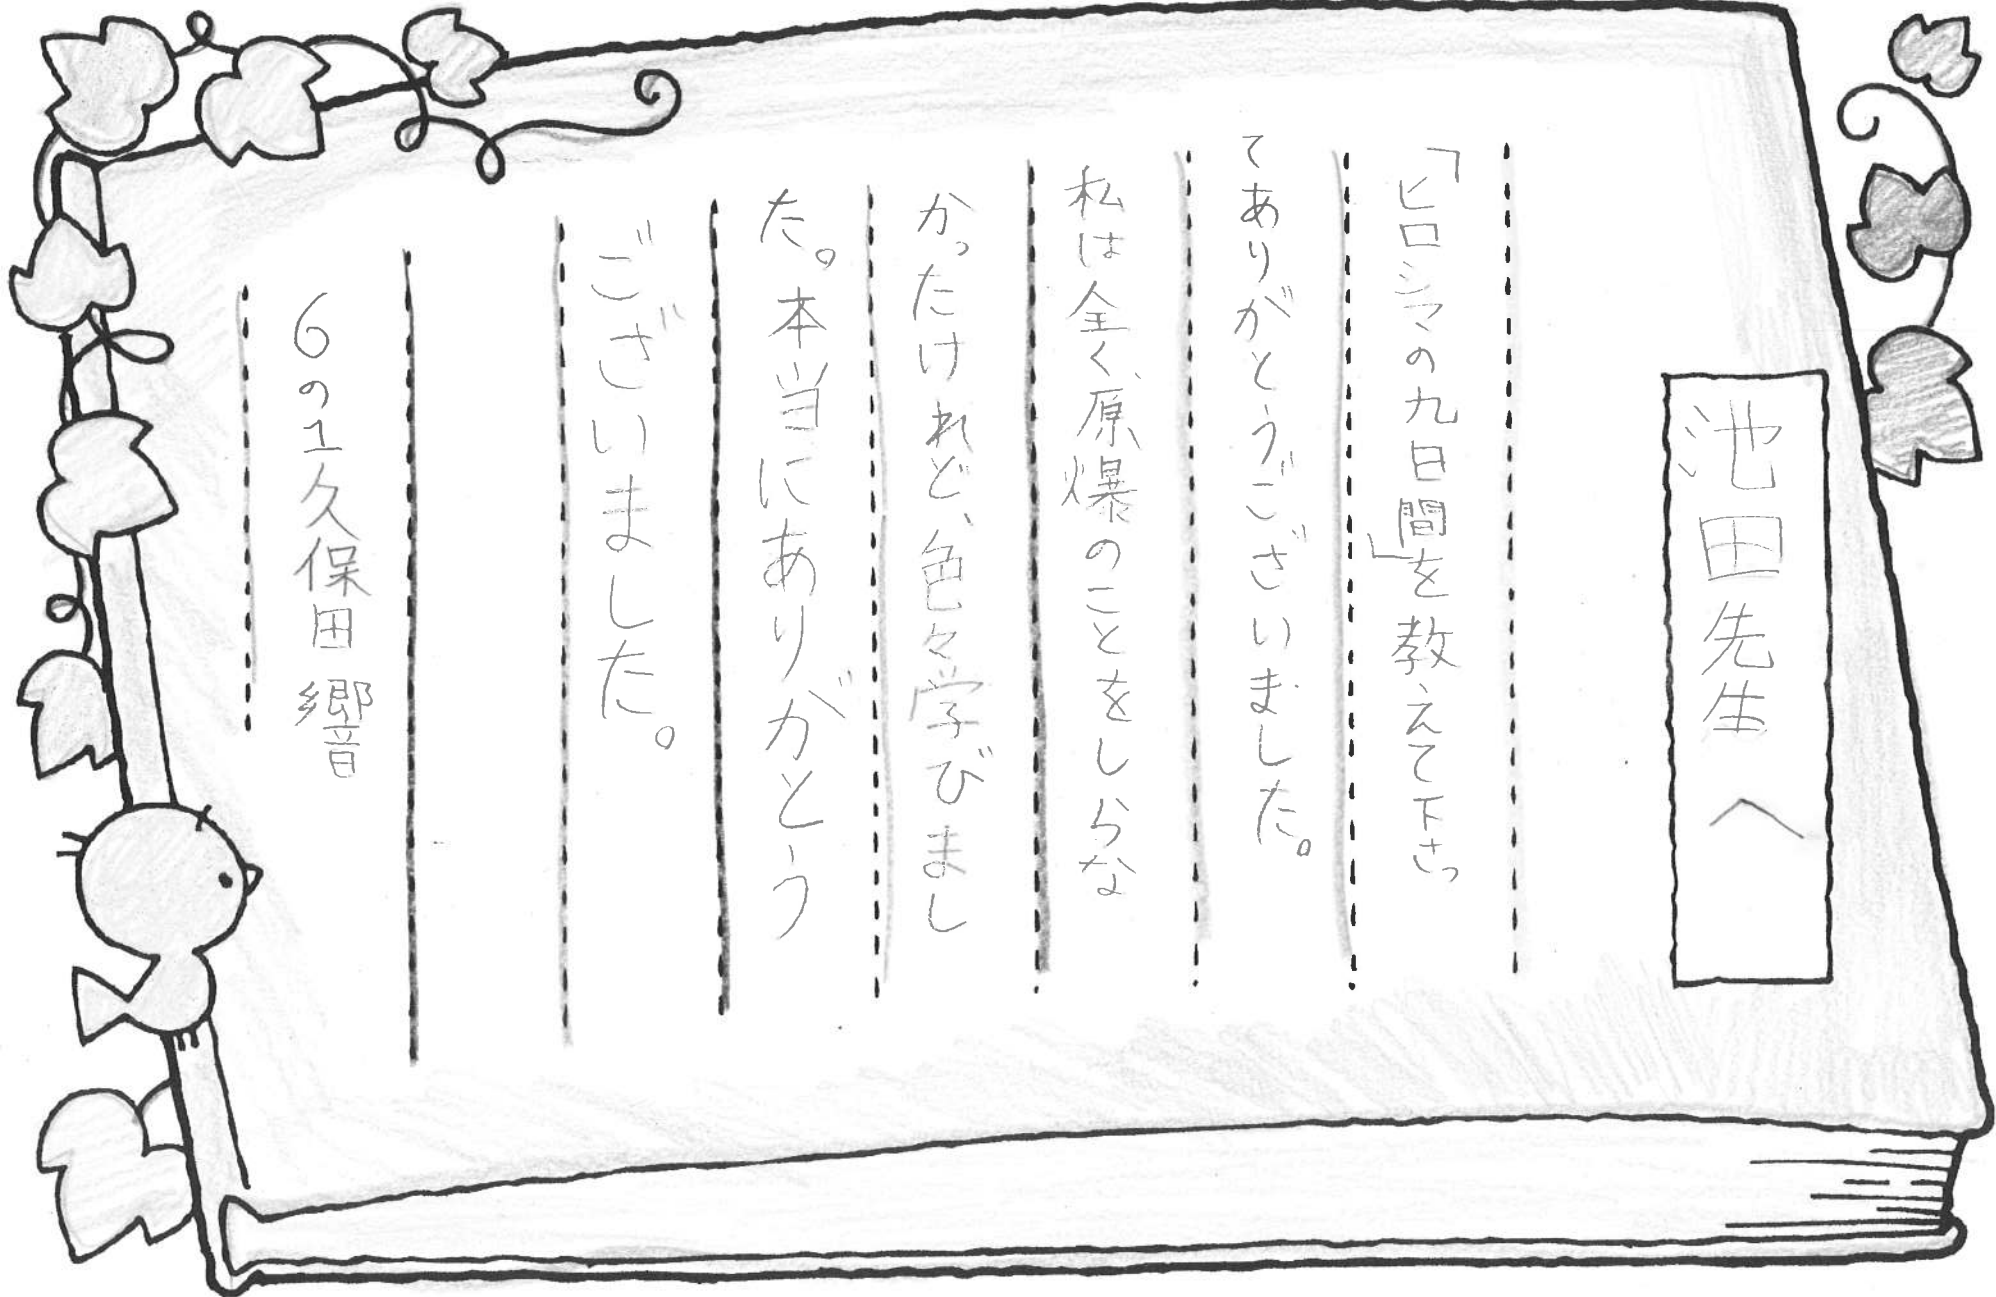 池田先生へ
「ヒロシマの九日間」を教えて下さっ
てありがとうございました。
私は全く、原爆のことをしらな
かったけれど、色々学びまし
た。本当にありがとう
ございました。
6の1久保田 響